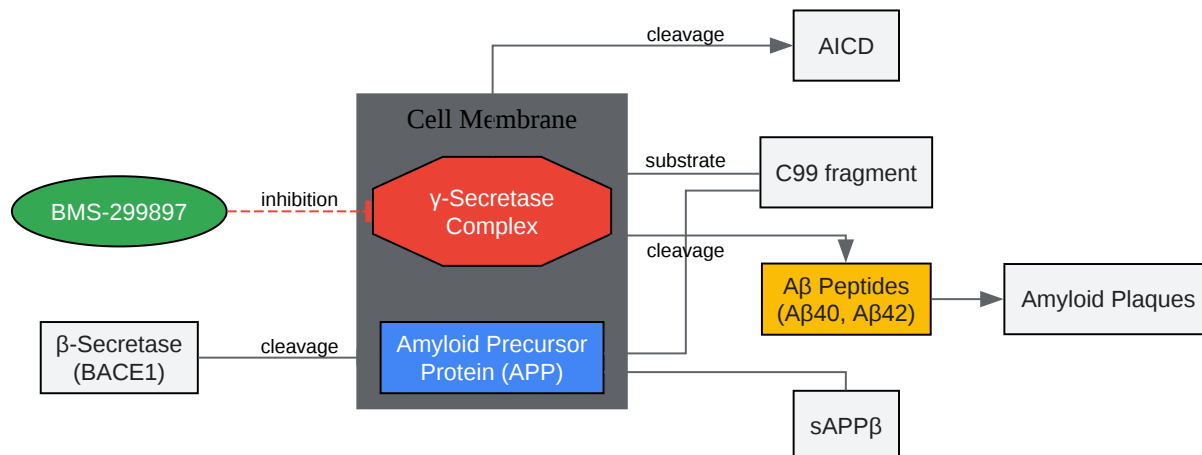 cleavage
AICD
Cell Membrane
substrate
C99 fragment
γ-Secretase
Complex
BMS-299897
inhibition
cleavage
Aβ Peptides
(Aβ40, Aβ42)
Amyloid Plaques
β-Secretase
(BACE1)
cleavage
Amyloid Precursor
Protein (APP)
sAPPβ